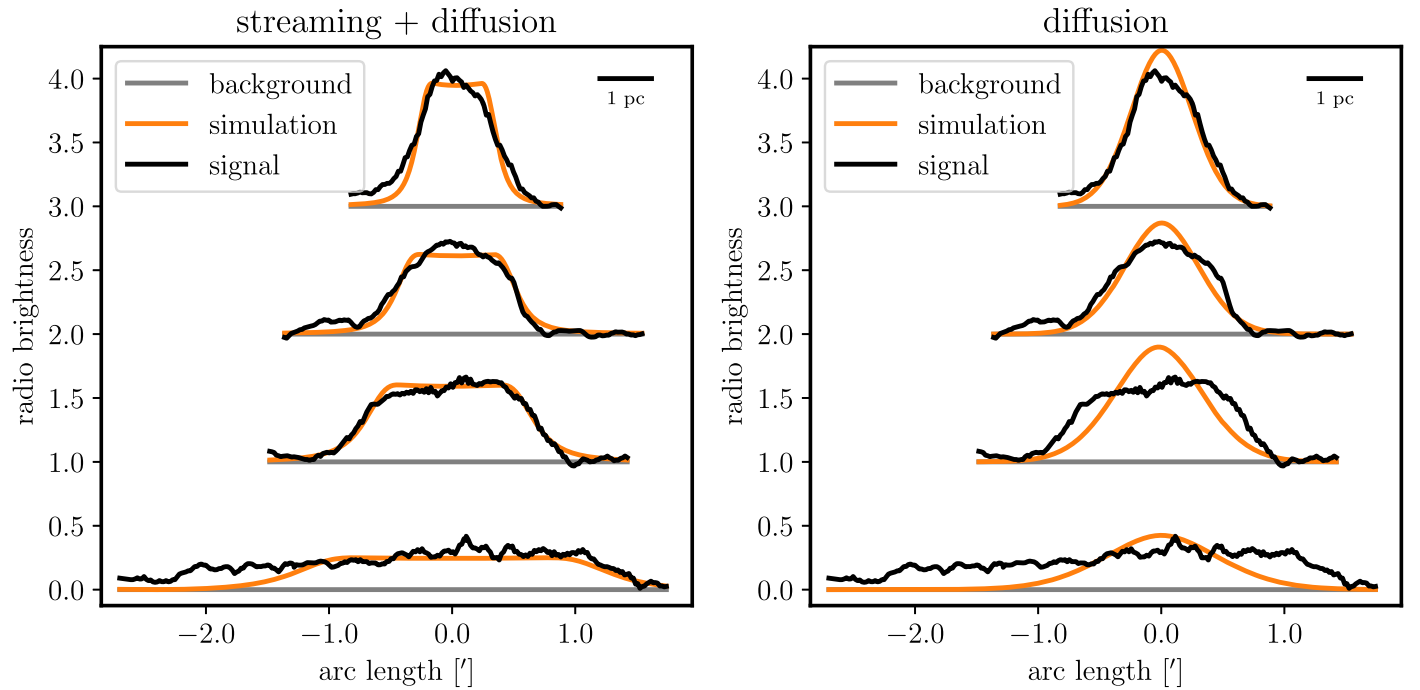 streaming + diffusion
background
simulation
signal
1 pc
4.0
3.5
3.0
2.5
2.0
1.5
1.0
0.5
0.0
radio brightness
−2.0 −1.0 0.0 1.0
arc length [′]
diffusion
background
simulation
signal
1 pc
4.0
3.5
3.0
2.5
2.0
1.5
1.0
0.5
0.0
radio brightness
−2.0 −1.0 0.0 1.0
arc length [′]